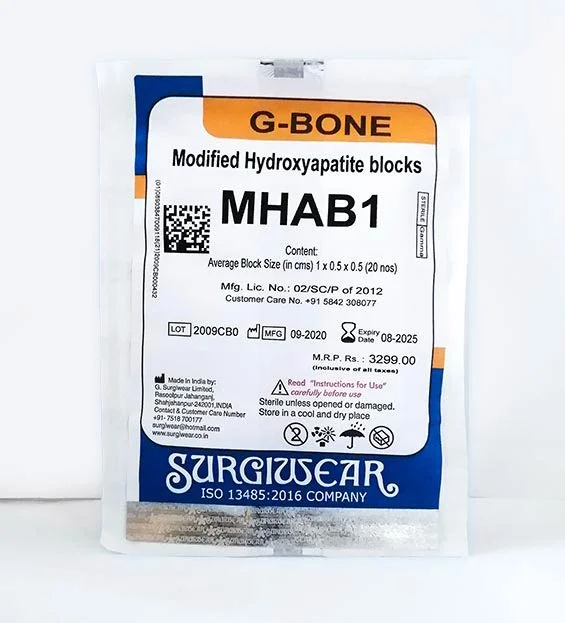 G-BONE
Modified Hydroxyapatite blocks
MHAB1
STERILE Gamma
Content:
Average Block Size (in cms) 1 x 0.5 x 0.5 (20 nos)
Mfg. Lic. No.: 02/SC/P of 2012
Customer Care No. +91 5842 308077
LOT 2009CB0 MFG 09-2020 Expiry Date 08-2025
M.R.P. Rs.: 3299.00
(Inclusive of all taxes)
Made in India by:
G. Surgiwear Limited,
Rasoolpur Jahanganj,
Shahjahanpur-242001,INDIA
Contact & Customer Care Number
+91- 7518 700177
surgiwear@hotmail.com
www.surgiwear.co.in
Read "Instructions for Use"
carefully before use
Sterile unless opened or damaged.
Store in a cool and dry place
SURGIWEAR
ISO 13485:2016 COMPANY